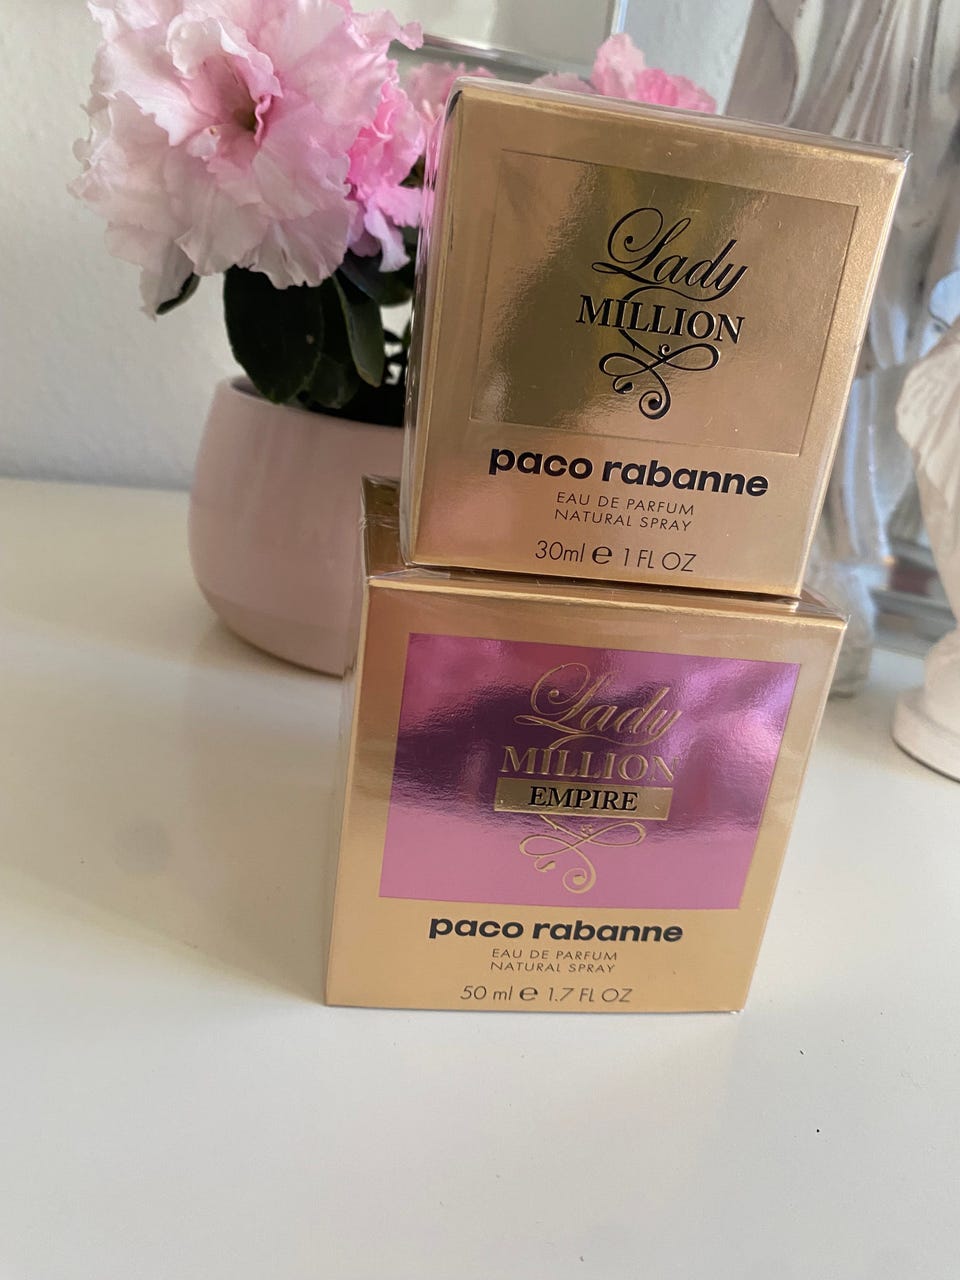 Lady
MILLION
paco rabanne
EAU DE PARFUM
NATURAL SPRAY
30ml e 1 FL OZ
Lady
MILLION
EMPIRE
paco rabanne
EAU DE PARFUM
NATURAL SPRAY
50 ml e 1.7 FL OZ